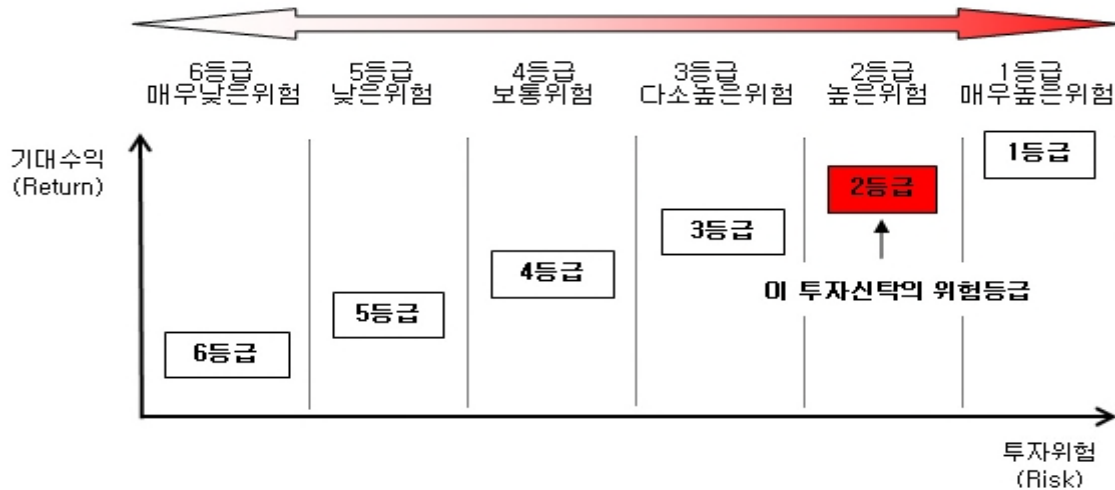 6등급
매우낮은위험
5등급
낮은위험
4등급
보통위험
3등급
다소높은위험
2등급
높은위험
1등급
매우높은위험
기대수익
(Return)
1등급
2등급
3등급
4등급
이 투자신탁의 위험등급
5등급
6등급
투자위험
(Risk)